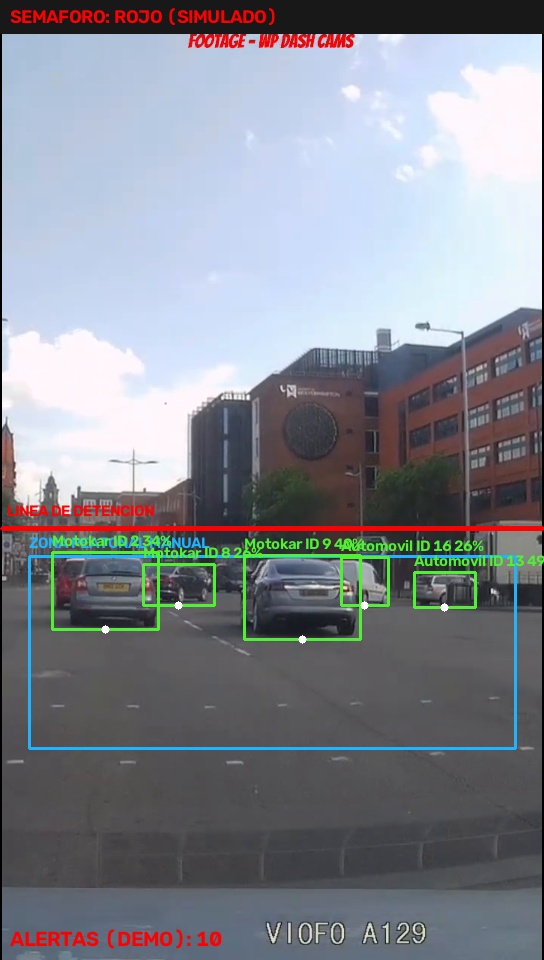 SEMAFORO: ROJO (SIMULADO)
FOOTAGE - WP DASH CAMS
LINEA DE DETENCION
Motokar ID 2 34%
Motokar ID 8 26%
Motokar ID 9 40%
Automovil ID 16 26%
Automovil ID 13 49
ALERTAS (DEMO): 10
VIOFO A129